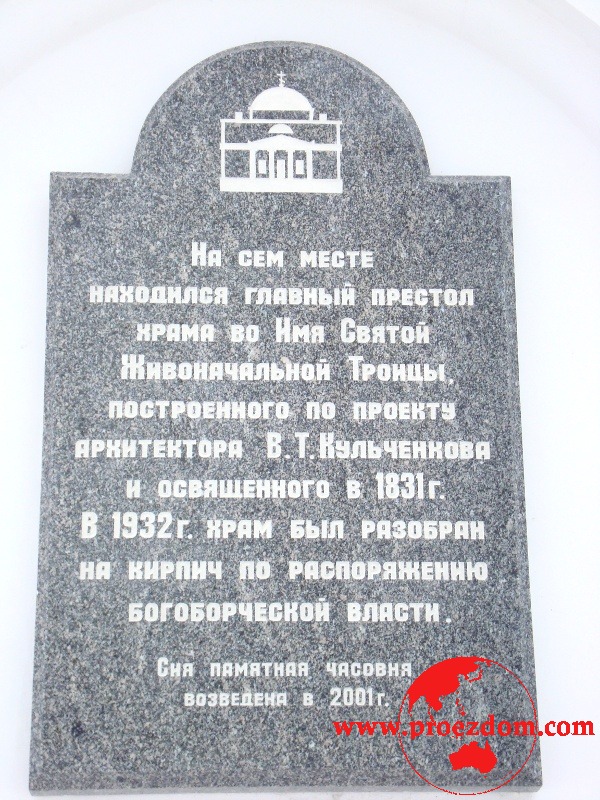 На сем месте
находился главный престол
храма во Имя Святой
Живоначальной Троицы,
построенного по проекту
архитектора В.Т.Кульченкова
и освященного в 1831г.
В 1932г. храм был разобран
на кирпич по распоряжению
богоборческой власти.
Сия памятная часовня
возведена в 2001г.
www.proezdom.com